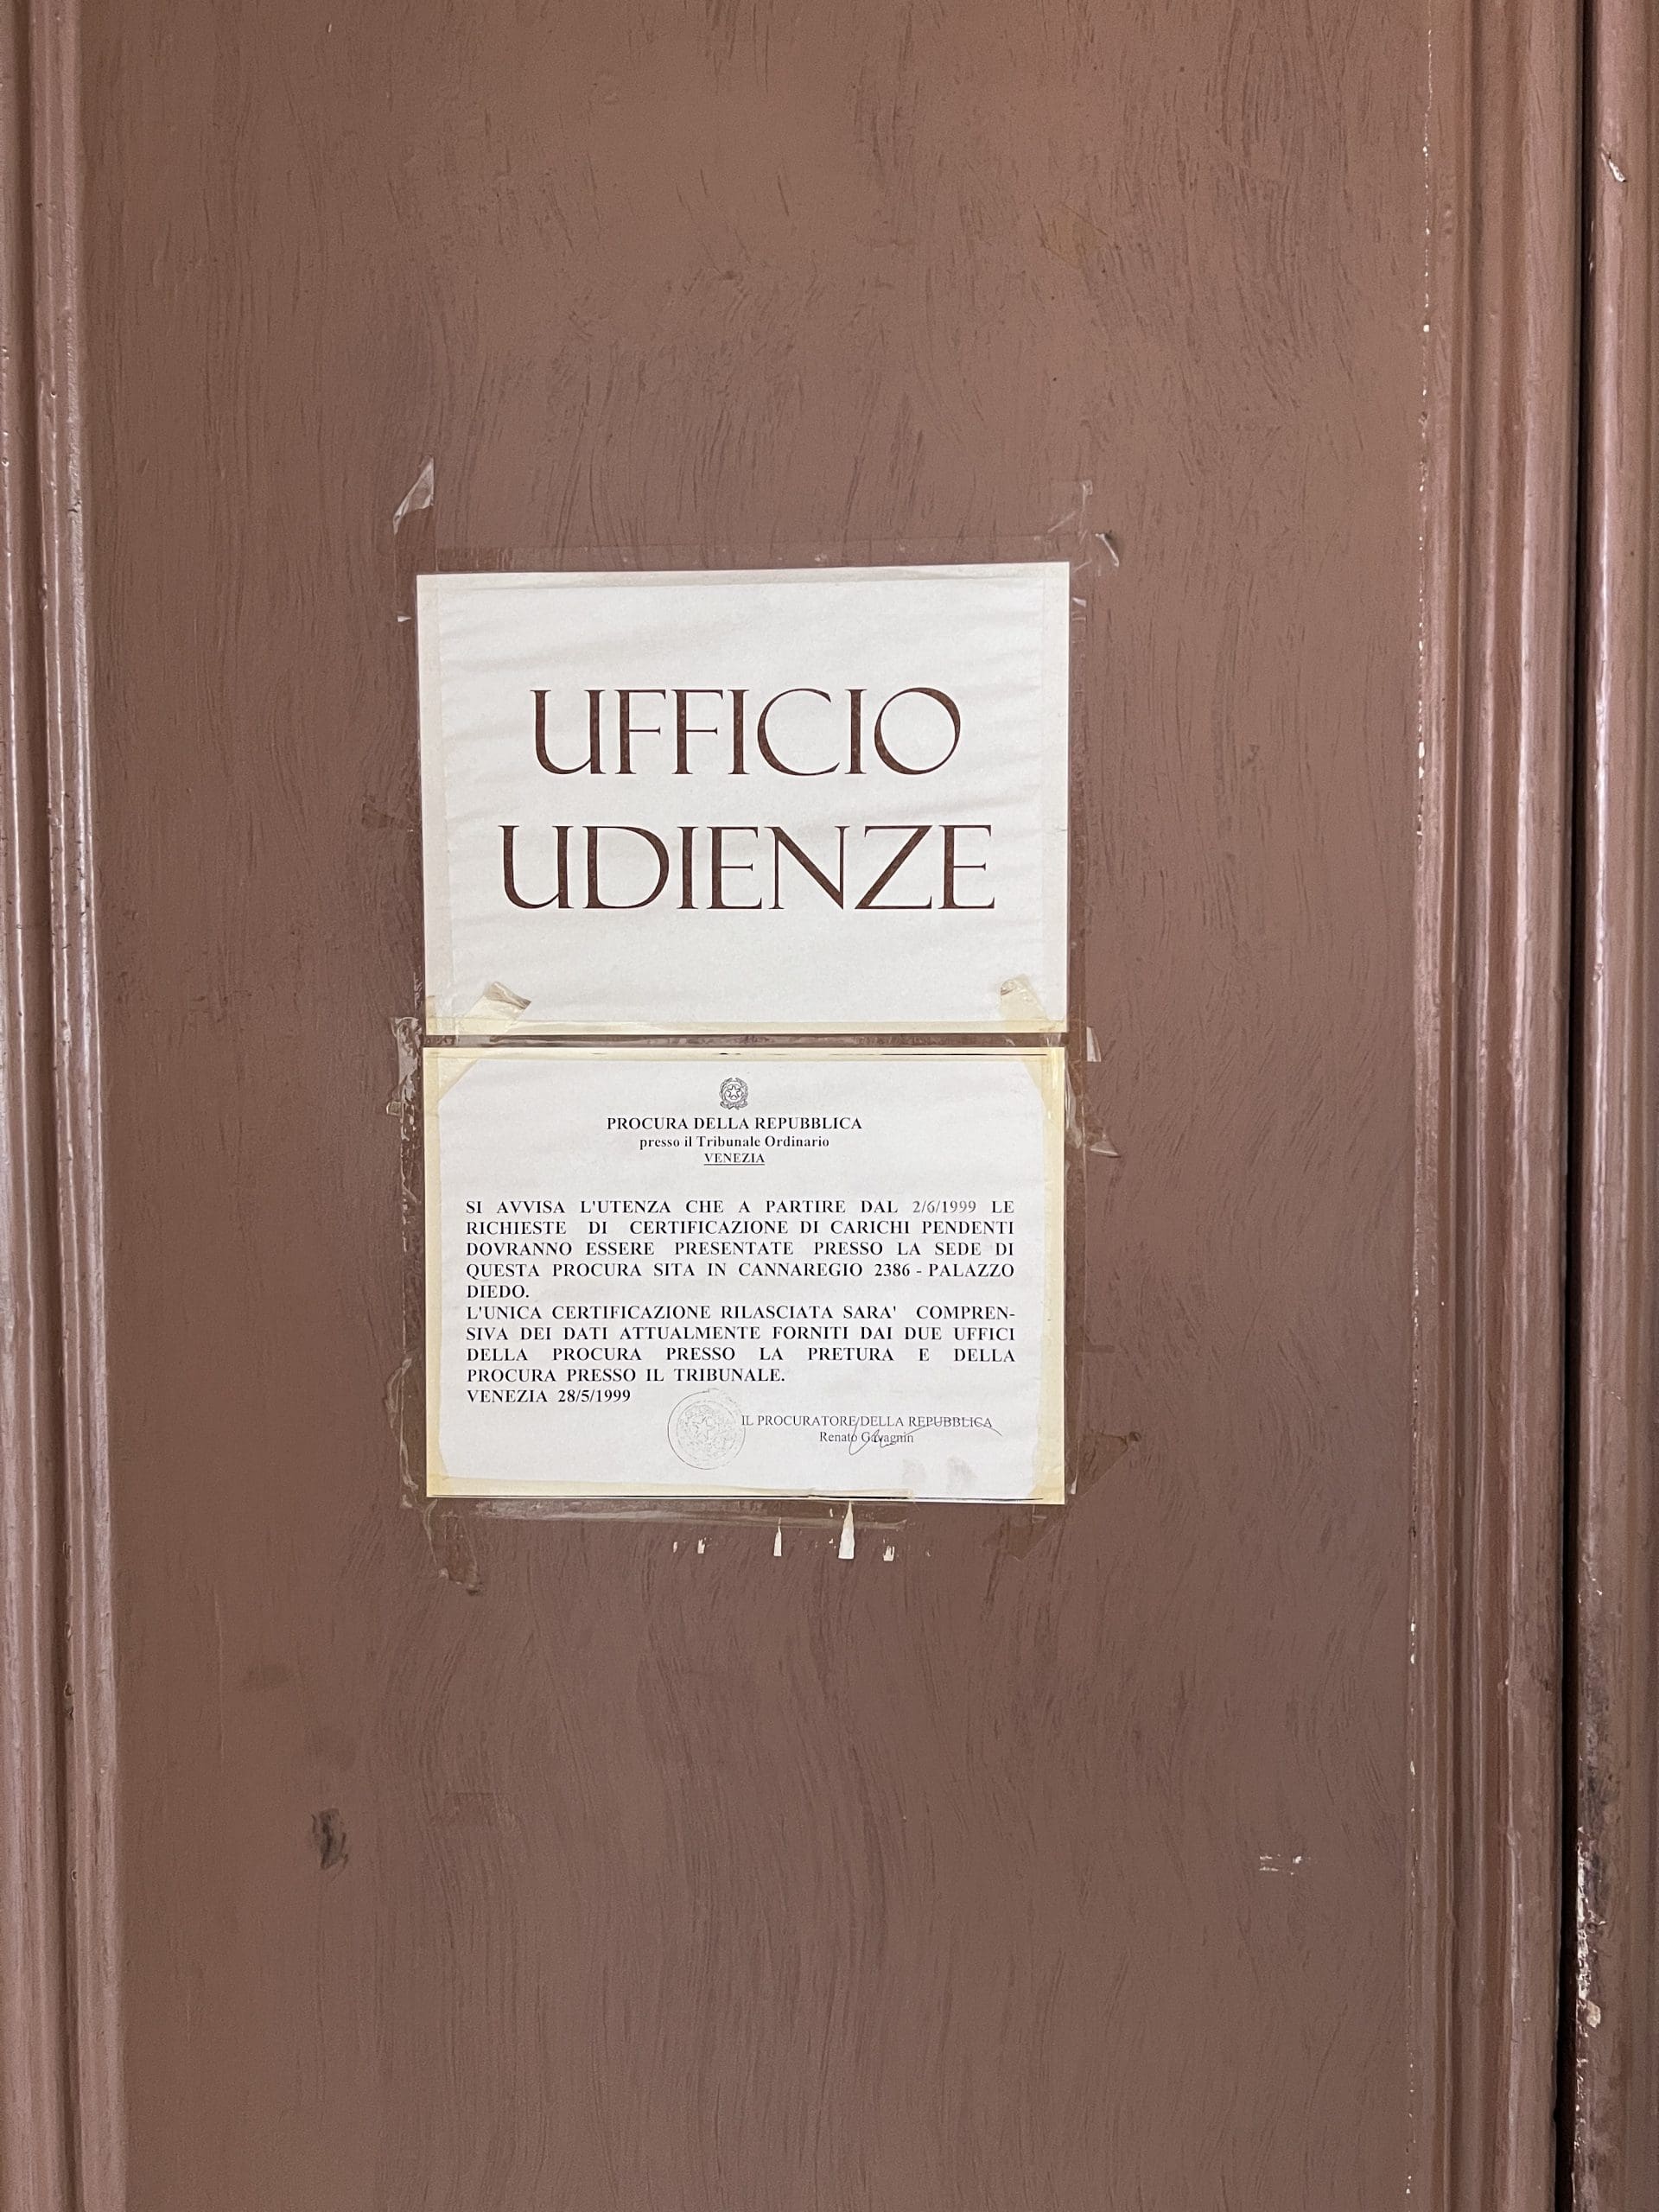 UFFICIO
UDIENZE
PROCURA DELLA REPUBBLICA
presso il Tribunale Ordinario
VENEZIA
SI AVVISA L'UTENZA CHE A PARTIRE DAL 2/6/1999 LE
RICHIESTE DI CERTIFICAZIONE DI CARICHI PENDENTI
DOVRANNO ESSERE PRESENTATE PRESSO LA SEDE DI
QUESTA PROCURA SITA IN CANNAREGIO 2386 - PALAZZO
DIEDO.
L'UNICA CERTIFICAZIONE RILASCIATA SARA' COMPREN-
SIVA DEI DATI ATTUALMENTE FORNITI DAI DUE UFFICI
DELLA PROCURA PRESSO LA PRETURA E DELLA
PROCURA PRESSO IL TRIBUNALE.
VENEZIA 28/5/1999
IL PROCURATORE DELLA REPUBBLICA
Renato Gavagnin